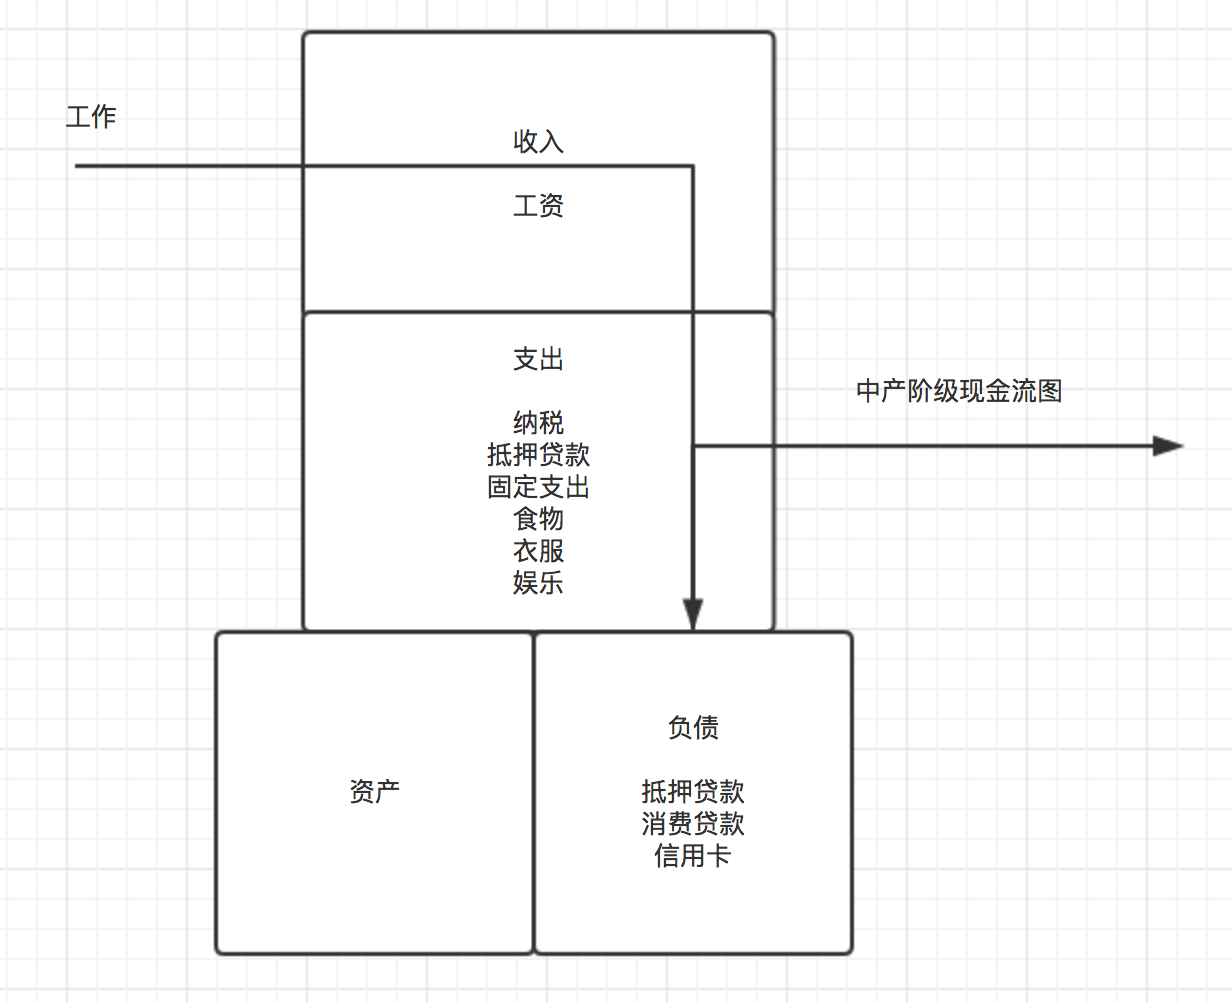 工作
收入
工资
支出
纳税
抵押贷款
固定支出
食物
衣服
娱乐
中产阶级现金流图
资产
负债
抵押贷款
消费贷款
信用卡